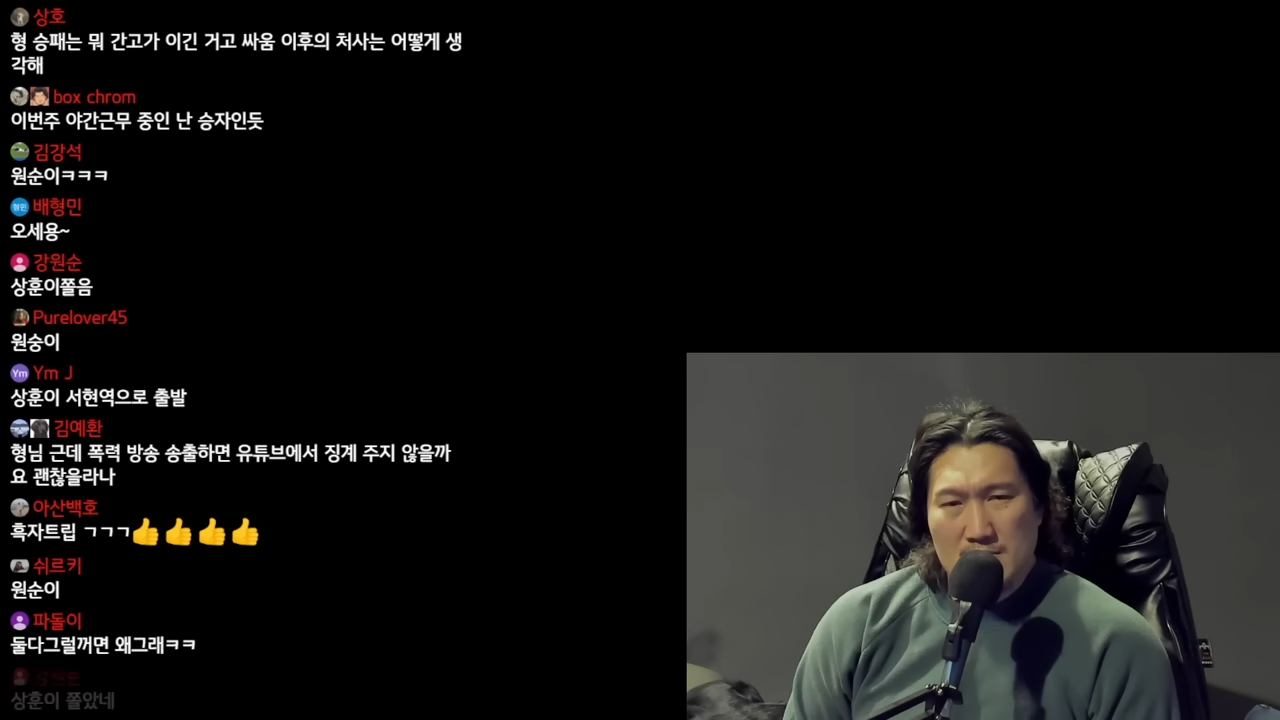 상호
형 승패는 뭐 간고가 이긴 거고 싸움 이후의 처사는 어떻게 생
각해
box chrom
이번주 야간근무 중인 난 승자인듯
김강석
원순이ㅋㅋㅋ
형민 배형민
오세용~
강원순
상훈이쫄음
Purelover45
원숭이
Ym Ym J
상훈이 서현역으로 출발
김예환
형님 근데 폭력 방송 송출하면 유튜브에서 징계 주지 않을까
요 괜찮을라나
아산백호
흑자트립 ㄱㄱㄱ👍👍👍👍
쉬르키
원순이
파돌이
둘다그럴꺼면 왜그래ㅋㅋ
상훈이 쫄았네